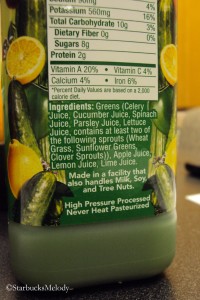 Sodium 90mg 4%
Potassium 560mg 16%
Total Carbohydrate 10g 3%
Dietary Fiber 0g 0%
Sugars 8g
Protein 2g
Vitamin A 20% • Vitamin C 4%
Calcium 4% • Iron 6%
*Percent Daily Values are based on a 2,000
calorie diet.
Ingredients: Greens (Celery
Juice, Cucumber Juice, Spinach
Juice, Parsley Juice, Lettuce
Juice, contains at least two of
the following sprouts (Wheat
Grass, Sunflower Greens,
Clover Sprouts)), Apple Juice,
Lemon Juice, Lime Juice.
Made in a facility that
also handles Milk, Soy,
and Tree Nuts.
High Pressure Processed
Never Heat Pasteurized
©StarbucksMelody.com